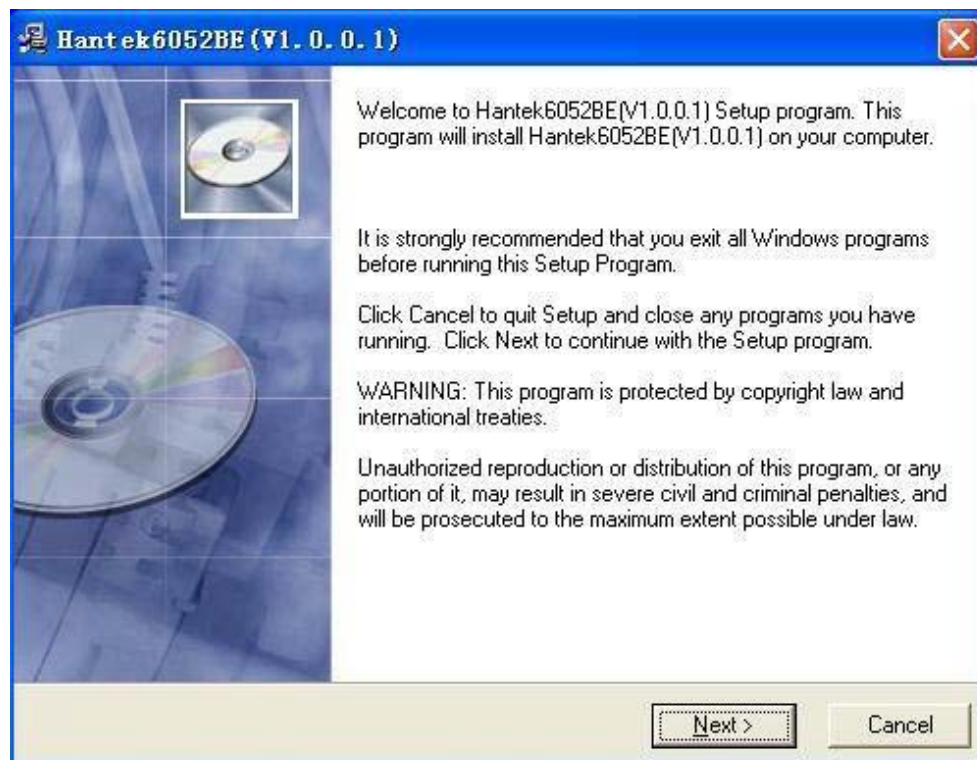 Hantek6052BE(V1.0.0.1)
Welcome to Hantek6052BE(V1.0.0.1) Setup program. This
program will install Hantek6052BE(V1.0.0.1) on your computer.
It is strongly recommended that you exit all Windows programs
before running this Setup Program.
Click Cancel to quit Setup and close any programs you have
running. Click Next to continue with the Setup program.
WARNING: This program is protected by copyright law and
international treaties.
Unauthorized reproduction or distribution of this program, or any
portion of it, may result in severe civil and criminal penalties, and
will be prosecuted to the maximum extent possible under law.
Next >
Cancel